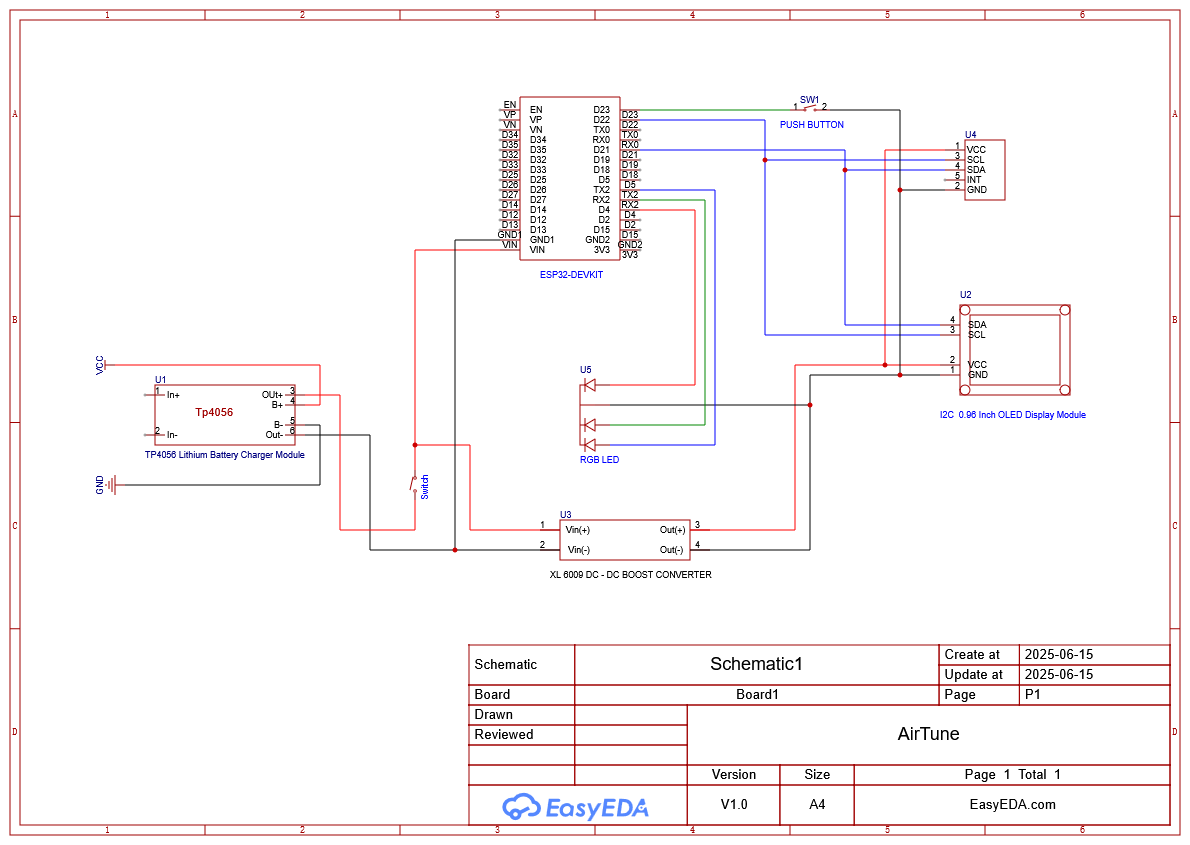 1 2 3 4 5 6
A A
B B
C C
D D
EN
VP
VN
D34
D35
D32
D33
D25
D26
D27
D14
D12
D13
GND1
VIN
EN D23
VP D22
VN TX0
D34 RX0
D35 D21
D32 D19
D33 D18
D25 D5
D26 TX2
D27 RX2
D14 D4
D12 D2
D13 D15
GND1 GND2
VIN 3V3
D23
D22
TX0
RX0
D21
D19
D18
D5
TX2
RX2
D4
D2
D15
GND2
3V3
ESP32-DEVKIT
SW1
1 2
PUSH BUTTON
U4
1 VCC
3 SCL
4 SDA
5 INT
2 GND
U2
4 SDA
3 SCL
2 VCC
1 GND
I2C 0.96 Inch OLED Display Module
VCC
U1
1 In+ OUt+ 3
B+ 4
Tp4056
B- 5
2 In- Out- 6
TP4056 Lithium Battery Charger Module
GND
U5
RGB LED
Switch
U3
1 Vin(+) Out(+) 3
2 Vin(-) Out(-) 4
XL 6009 DC - DC BOOST CONVERTER
Schematic Schematic1 Create at 2025-06-15
Update at 2025-06-15
Board Board1 Page P1
Drawn
Reviewed
AirTune
Version Size Page 1 Total 1
EasyEDA V1.0 A4 EasyEDA.com
1 2 3 4 5 6